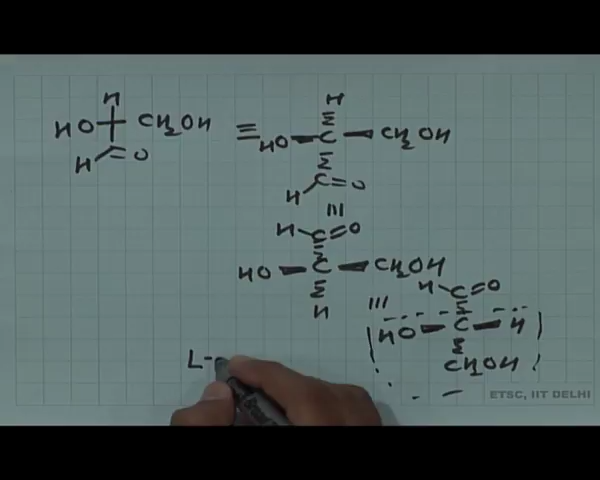 H
HO CH2OH
H O
≡
H
HO C CH2OH
H C=O
≡
H C=O
HO C CH2OH
H
≡
H C=O
HO C H
CH2OH
L-
ETSC, IIT DELHI